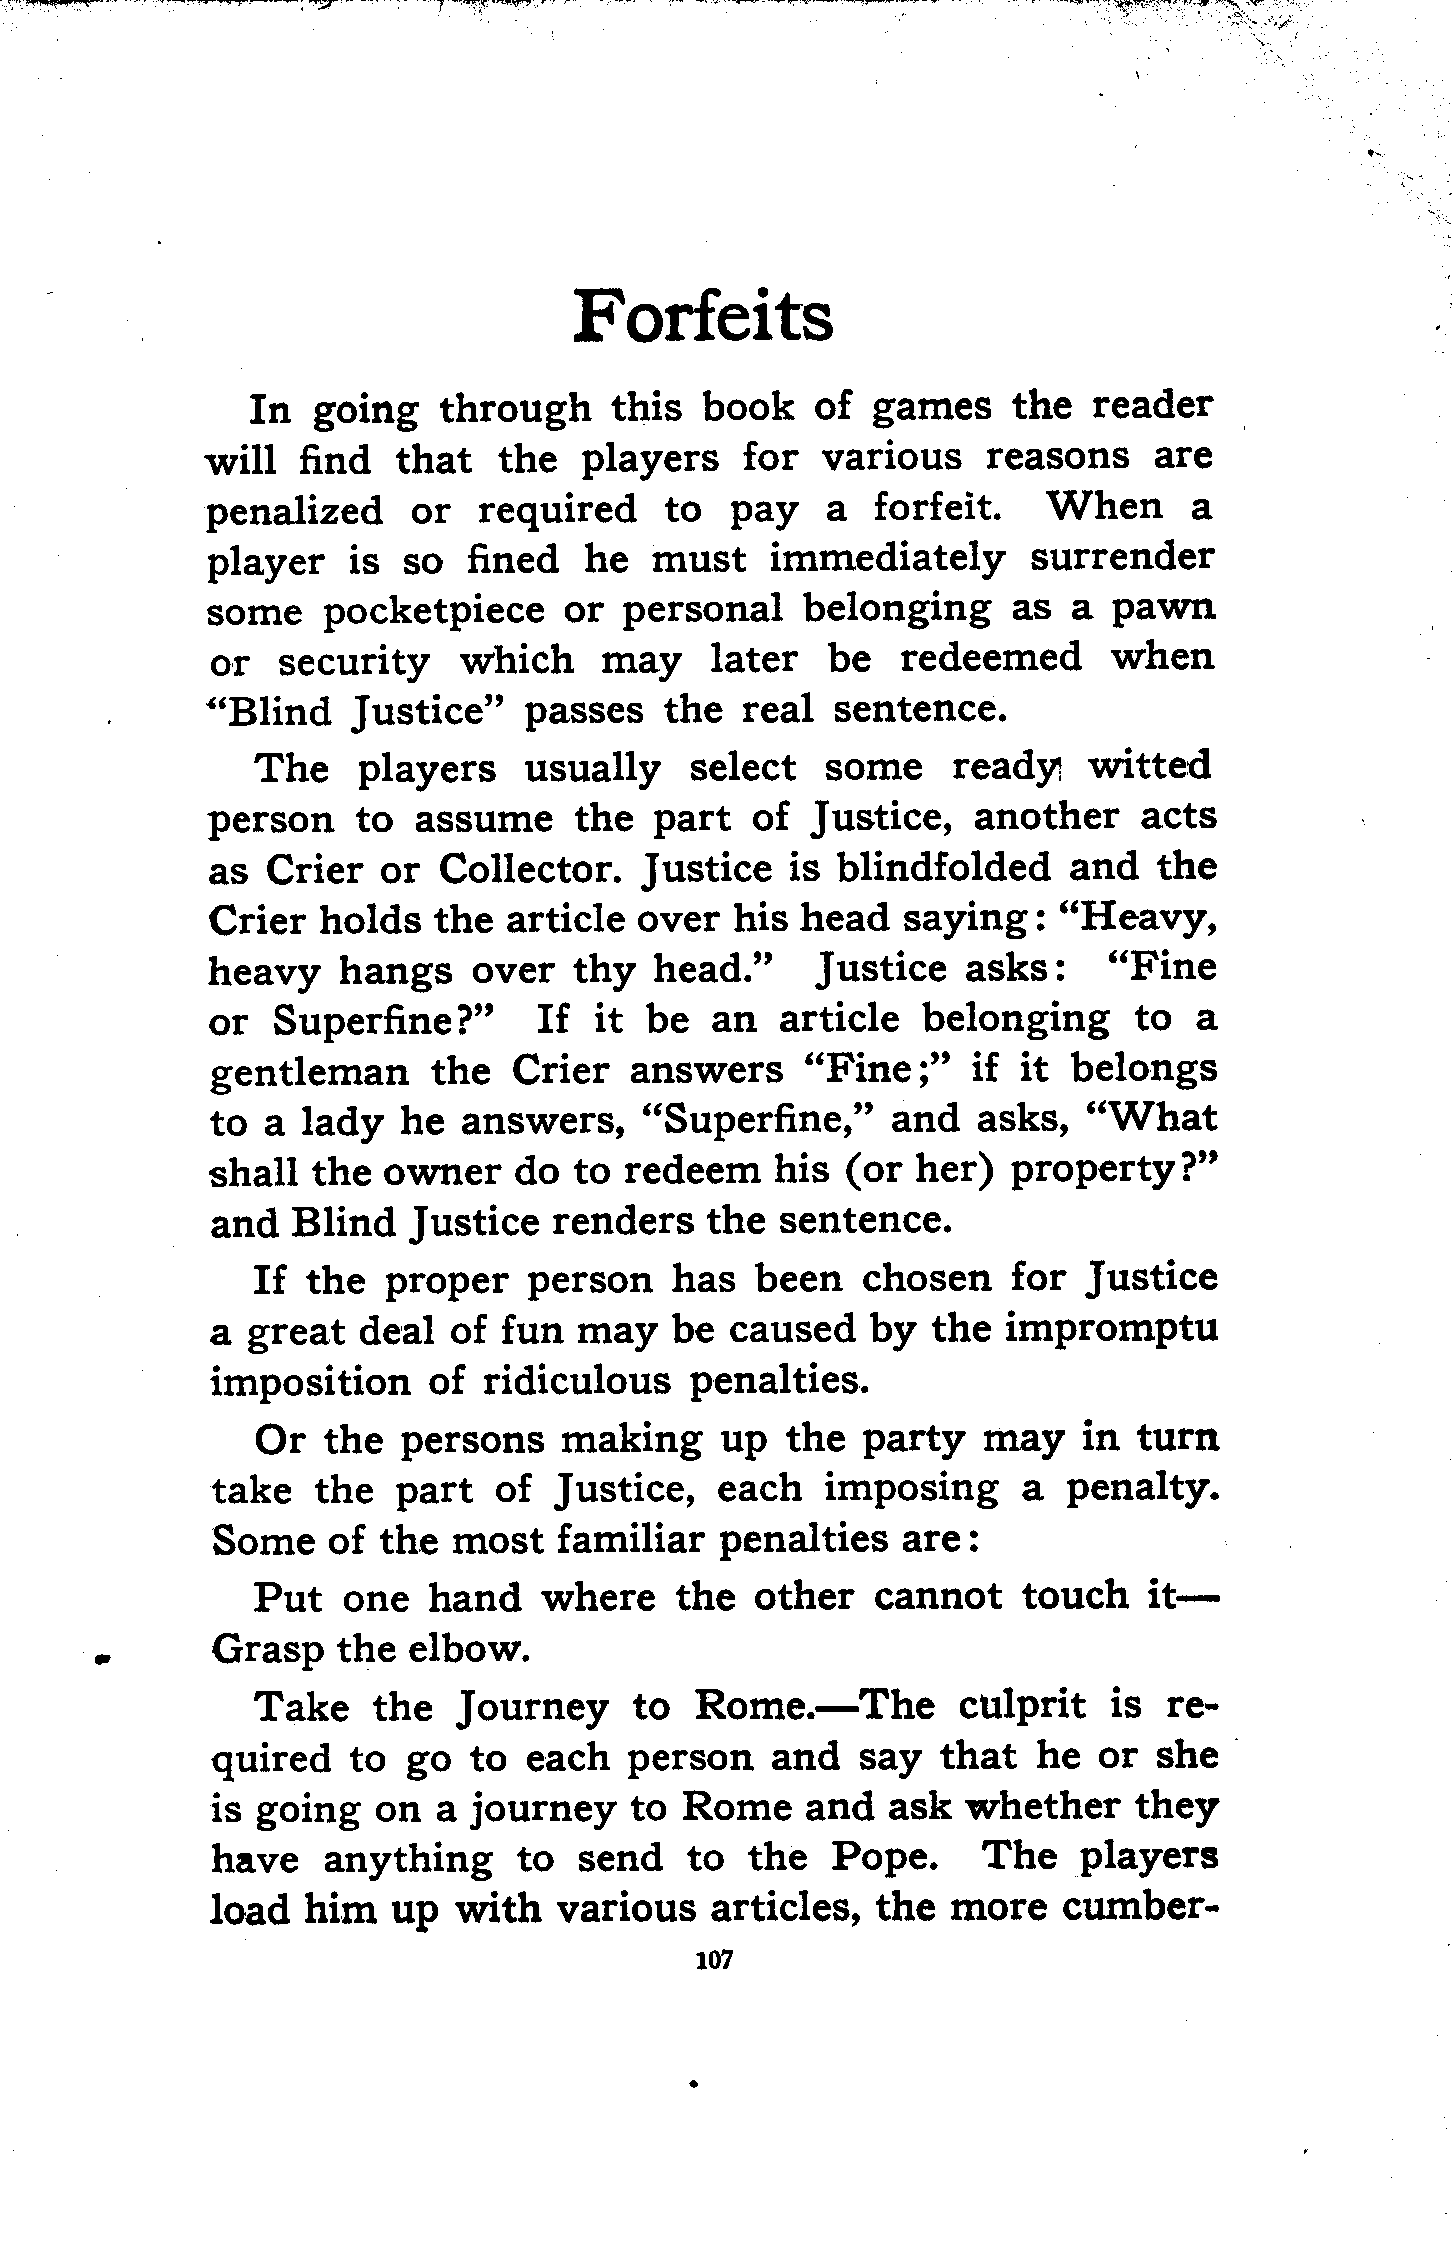 Forfeits
In going through this book of games the reader
will find that the players for various reasons are
penalized or required to pay a forfeit. When a
player is so fined he must immediately surrender
some pocketpiece or personal belonging as a pawn
or security which may later be redeemed when
“Blind Justice” passes the real sentence.
The players usually select some ready witted
person to assume the part of Justice, another acts
as Crier or Collector. Justice is blindfolded and the
Crier holds the article over his head saying: “Heavy,
heavy hangs over thy head.” Justice asks: “Fine
or Superfine?” If it be an article belonging to a
gentleman the Crier answers “Fine;” if it belongs
to a lady he answers, “Superfine,” and asks, “What
shall the owner do to redeem his (or her) property?”
and Blind Justice renders the sentence.
If the proper person has been chosen for Justice
a great deal of fun may be caused by the impromptu
imposition of ridiculous penalties.
Or the persons making up the party may in turn
take the part of Justice, each imposing a penalty.
Some of the most familiar penalties are:
Put one hand where the other cannot touch it—
Grasp the elbow.
Take the Journey to Rome.—The culprit is re-
quired to go to each person and say that he or she
is going on a journey to Rome and ask whether they
have anything to send to the Pope. The players
load him up with various articles, the more cumber-
107